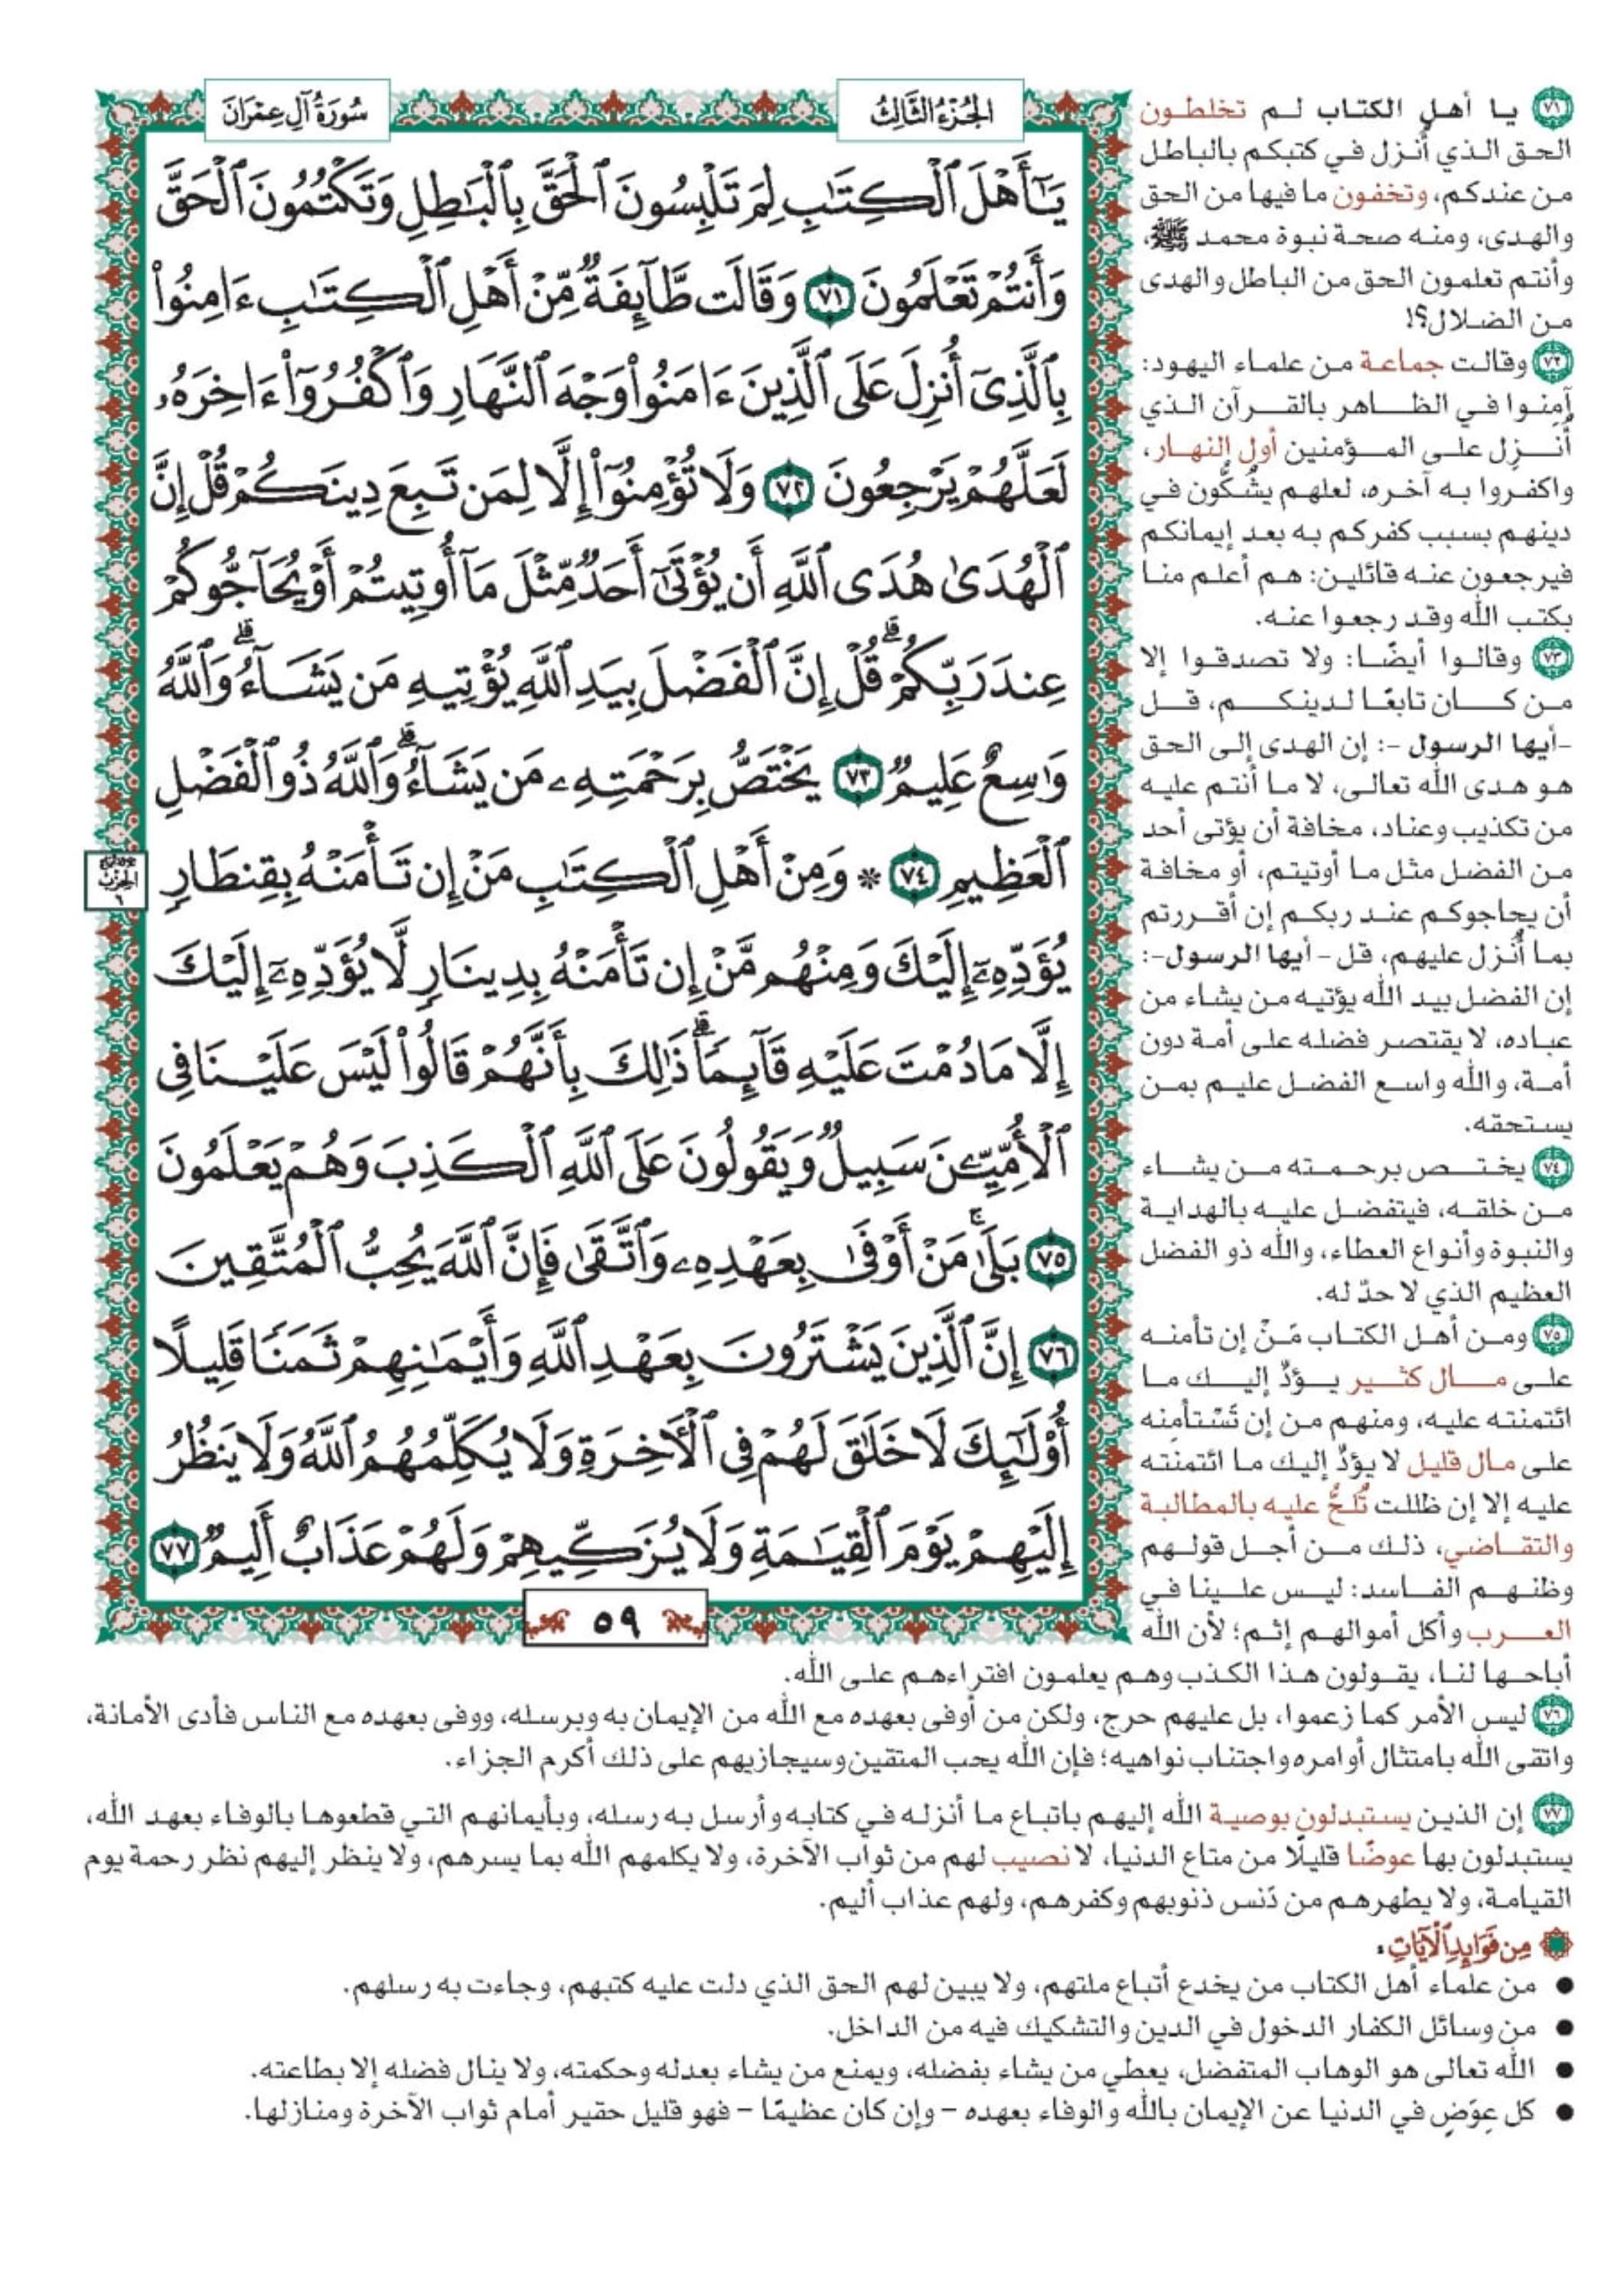 سُورَةُ آلِ عِمْرَانَ
الجُزْءُ الثَّالِثُ
يَٰٓأَهْلَ ٱلْكِتَٰبِ لِمَ تَلْبِسُونَ ٱلْحَقَّ بِٱلْبَٰطِلِ وَتَكْتُمُونَ ٱلْحَقَّ
وَأَنتُمْ تَعْلَمُونَ ٧١ وَقَالَت طَّآئِفَةٌ مِّنْ أَهْلِ ٱلْكِتَٰبِ ءَامِنُوا۟
بِٱلَّذِىٓ أُنزِلَ عَلَى ٱلَّذِينَ ءَامَنُوا۟ وَجْهَ ٱلنَّهَارِ وَٱكْفُرُوٓا۟ ءَاخِرَهُۥ
لَعَلَّهُمْ يَرْجِعُونَ ٧٢ وَلَا تُؤْمِنُوٓا۟ إِلَّا لِمَن تَبِعَ دِينَكُمْ قُلْ إِنَّ
ٱلْهُدَىٰ هُدَى ٱللَّهِ أَن يُؤْتَىٰٓ أَحَدٌ مِّثْلَ مَآ أُوتِيتُمْ أَوْ يُحَآجُّوكُمْ
عِندَ رَبِّكُمْ ۗ قُلْ إِنَّ ٱلْفَضْلَ بِيَدِ ٱللَّهِ يُؤْتِيهِ مَن يَشَآءُ ۗ وَٱللَّهُ
وَٰسِعٌ عَلِيمٌ ٧٣ يَخْتَصُّ بِرَحْمَتِهِۦ مَن يَشَآءُ ۗ وَٱللَّهُ ذُو ٱلْفَضْلِ
ٱلْعَظِيمِ ٧٤ * وَمِنْ أَهْلِ ٱلْكِتَٰبِ مَنْ إِن تَأْمَنْهُ بِقِنطَارٍ
يُؤَدِّهِۦٓ إِلَيْكَ وَمِنْهُم مَّنْ إِن تَأْمَنْهُ بِدِينَارٍ لَّا يُؤَدِّهِۦٓ إِلَيْكَ
إِلَّا مَا دُمْتَ عَلَيْهِ قَآئِمًا ۗ ذَٰلِكَ بِأَنَّهُمْ قَالُوا۟ لَيْسَ عَلَيْنَا فِى
ٱلْأُمِّيِّـۧنَ سَبِيلٌ وَيَقُولُونَ عَلَى ٱللَّهِ ٱلْكَذِبَ وَهُمْ يَعْلَمُونَ
٧٥ بَلَىٰ ۚ مَنْ أَوْفَىٰ بِعَهْدِهِۦ وَٱتَّقَىٰ فَإِنَّ ٱللَّهَ يُحِبُّ ٱلْمُتَّقِينَ
٧٦ إِنَّ ٱلَّذِينَ يَشْتَرُونَ بِعَهْدِ ٱللَّهِ وَأَيْمَٰنِهِمْ ثَمَنًا قَلِيلًا
أُو۟لَٰٓئِكَ لَا خَلَٰقَ لَهُمْ فِى ٱلْـَٔاخِرَةِ وَلَا يُكَلِّمُهُمُ ٱللَّهُ وَلَا يَنظُرُ
إِلَيْهِمْ يَوْمَ ٱلْقِيَٰمَةِ وَلَا يُزَكِّيهِمْ وَلَهُمْ عَذَابٌ أَلِيمٌ ٧٧
٥٩
الحزب
٦
٧١ يا أهل الكتاب لم تخلطون
الحق الذي أُنزل في كتبكم بالباطل
من عندكم، وتخفون ما فيها من الحق
والهدى، ومنه صحة نبوة محمد ﷺ،
وأنتم تعلمون الحق من الباطل والهدى
من الضلال؟!
٧٢ وقالت جماعة من علماء اليهود:
آمِنوا في الظاهر بالقرآن الذي
أُنزِل على المؤمنين أول النهار،
واكفروا به آخره، لعلهم يشُكُّون في
دينهم بسبب كفركم به بعد إيمانكم
فيرجعون عنه قائلين: هم أعلم منا
بكتب الله وقد رجعوا عنه.
٧٣ وقالوا أيضًا: ولا تصدقوا إلا
من كان تابعًا لدينكم، قل
-أيها الرسول -: إن الهدى إلى الحق
هو هدى الله تعالى، لا ما أنتم عليه
من تكذيب وعناد، مخافة أن يؤتى أحد
من الفضل مثل ما أوتيتم، أو مخافة
أن يحاجوكم عند ربكم إن أقررتم
بما أُنزل عليهم، قل - أيها الرسول-:
إن الفضل بيد الله يؤتيه من يشاء من
عباده، لا يقتصر فضله على أمة دون
أمة، والله واسع الفضل عليم بمن
يستحقه.
٧٤ يختص برحمته من يشاء
من خلقه، فيتفضل عليه بالهداية
والنبوة وأنواع العطاء، والله ذو الفضل
العظيم الذي لا حدّ له.
٧٥ ومن أهل الكتاب مَنْ إن تأمنه
على مال كثير يؤدِّ إليك ما
ائتمنته عليه، ومنهم من إن تَسْتأمِنه
على مال قليل لا يؤدِّ إليك ما ائتمنْته
عليه إلا إن ظللت تُلحُّ عليه بالمطالبة
والتقاضي، ذلك من أجل قولهم
وظنهم الفاسد: ليس علينا في
العرب وأكل أموالهم إثم؛ لأن الله
أباحها لنا، يقولون هذا الكذب وهم يعلمون افتراءهم على الله.
٧٦ ليس الأمر كما زعموا، بل عليهم حرج، ولكن من أوفى بعهده مع الله من الإيمان به وبرسله، ووفى بعهده مع الناس فأدى الأمانة،
واتقى الله بامتثال أوامره واجتناب نواهيه؛ فإن الله يحب المتقين وسيجازيهم على ذلك أكرم الجزاء.
٧٧ إن الذين يستبدلون بوصية الله إليهم باتباع ما أنزله في كتابه وأرسل به رسله، وبأيمانهم التي قطعوها بالوفاء بعهد الله،
يستبدلون بها عوضًا قليلًا من متاع الدنيا، لا نصيب لهم من ثواب الآخرة، ولا يكلمهم الله بما يسرهم، ولا ينظر إليهم نظر رحمة يوم
القيامة، ولا يطهرهم من دَنس ذنوبهم وكفرهم، ولهم عذاب أليم.
مِن فَوَائِدِ الآيَاتِ:
• من علماء أهل الكتاب من يخدع أتباع ملتهم، ولا يبين لهم الحق الذي دلت عليه كتبهم، وجاءت به رسلهم.
• من وسائل الكفار الدخول في الدين والتشكيك فيه من الداخل.
• الله تعالى هو الوهاب المتفضل، يعطي من يشاء بفضله، ويمنع من يشاء بعدله وحكمته، ولا ينال فضله إلا بطاعته.
• كل عِوَضٍ في الدنيا عن الإيمان بالله والوفاء بعهده - وإن كان عظيمًا - فهو قليل حقير أمام ثواب الآخرة ومنازلها.